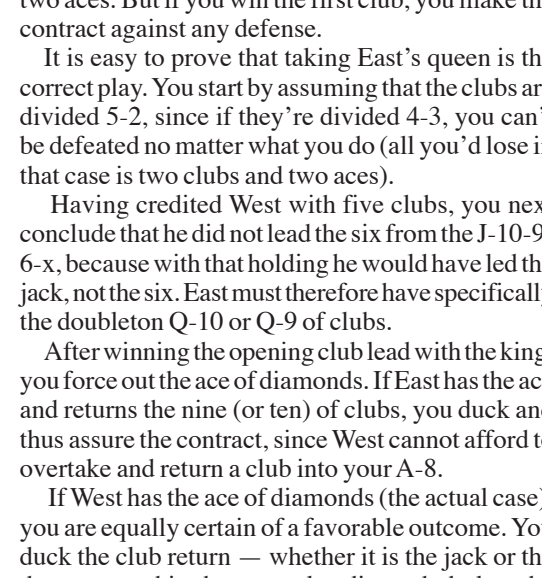 two aces. But if you win the first club, you make th
contract against any defense.
It is easy to prove that taking East’s queen is th
correct play. You start by assuming that the clubs ar
divided 5-2, since if they’re divided 4-3, you can’
be defeated no matter what you do (all you’d lose i
that case is two clubs and two aces).
Having credited West with five clubs, you nex
conclude that he did not lead the six from the J-10-9
6-x, because with that holding he would have led th
jack, not the six. East must therefore have specificall
the doubleton Q-10 or Q-9 of clubs.
After winning the opening club lead with the king
you force out the ace of diamonds. If East has the ac
and returns the nine (or ten) of clubs, you duck an
thus assure the contract, since West cannot afford t
overtake and return a club into your A-8.
If West has the ace of diamonds (the actual case)
you are equally certain of a favorable outcome. Yo
duck the club return — whether it is the jack or th